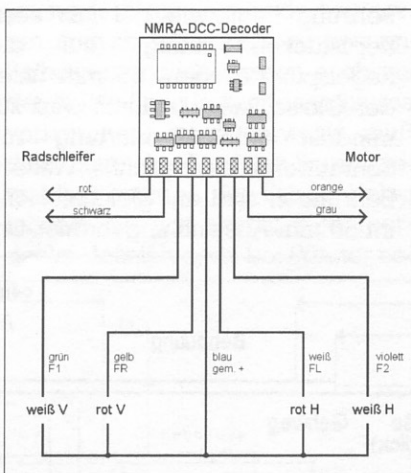 NMRA-DCC-Decoder
Radschleifer
Motor
rot
orange
schwarz
grau
grün
F1
gelb
FR
blau
gem. +
weiß
FL
violett
F2
weiß V
rot V
rot H
weiß H